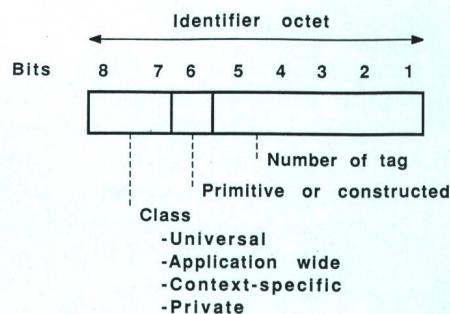 Identifier octet
Bits 8 7 6 5 4 3 2 1
Number of tag
Primitive or constructed
Class
-Universal
-Application wide
-Context-specific
-Private